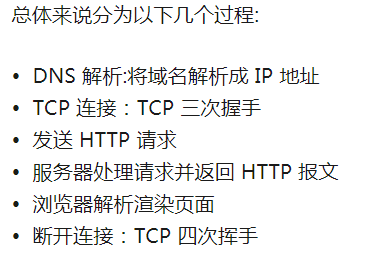 总体来说分为以下几个过程:
• DNS 解析:将域名解析成 IP 地址
• TCP 连接：TCP 三次握手
• 发送 HTTP 请求
• 服务器处理请求并返回 HTTP 报文
• 浏览器解析渲染页面
• 断开连接：TCP 四次挥手